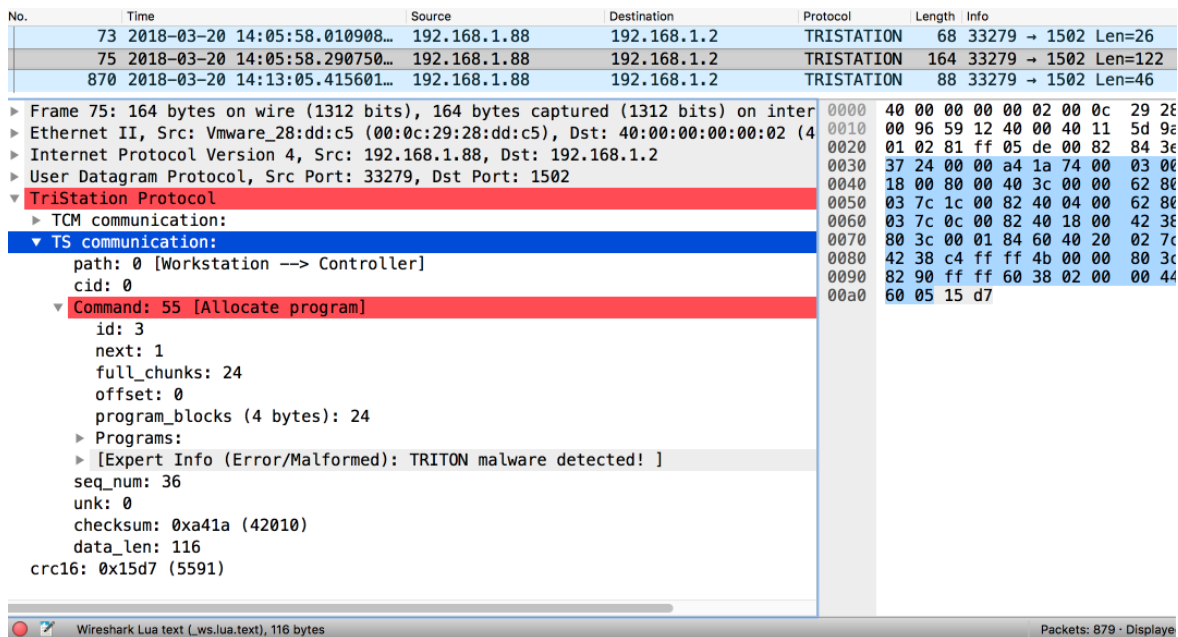 No. Time Source Destination Protocol Length Info
73 2018-03-20 14:05:58.010908… 192.168.1.88 192.168.1.2 TRISTATION 68 33279 → 1502 Len=26
75 2018-03-20 14:05:58.290750… 192.168.1.88 192.168.1.2 TRISTATION 164 33279 → 1502 Len=122
870 2018-03-20 14:13:05.415601… 192.168.1.88 192.168.1.2 TRISTATION 88 33279 → 1502 Len=46
Frame 75: 164 bytes on wire (1312 bits), 164 bytes captured (1312 bits) on inter
Ethernet II, Src: Vmware_28:dd:c5 (00:0c:29:28:dd:c5), Dst: 40:00:00:00:00:02 (4
Internet Protocol Version 4, Src: 192.168.1.88, Dst: 192.168.1.2
User Datagram Protocol, Src Port: 33279, Dst Port: 1502
TriStation Protocol
TCM communication:
TS communication:
path: 0 [Workstation --> Controller]
cid: 0
Command: 55 [Allocate program]
id: 3
next: 1
full_chunks: 24
offset: 0
program_blocks (4 bytes): 24
Programs:
[Expert Info (Error/Malformed): TRITON malware detected! ]
seq_num: 36
unk: 0
checksum: 0xa41a (42010)
data_len: 116
crc16: 0x15d7 (5591)
0000 40 00 00 00 00 02 00 0c 29 28
0010 00 96 59 12 40 00 40 11 5d 9a
0020 01 02 81 ff 05 de 00 82 84 3e
0030 37 24 00 00 a4 1a 74 00 03 00
0040 18 00 80 00 40 3c 00 00 62 80
0050 03 7c 1c 00 82 40 04 00 62 80
0060 03 7c 0c 00 82 40 18 00 42 38
0070 80 3c 00 01 84 60 40 20 02 7c
0080 42 38 c4 ff ff 4b 00 00 80 3c
0090 82 90 ff ff 60 38 02 00 00 44
00a0 60 05 15 d7
Wireshark Lua text (_ws.lua.text), 116 bytes
Packets: 879 · Displaye